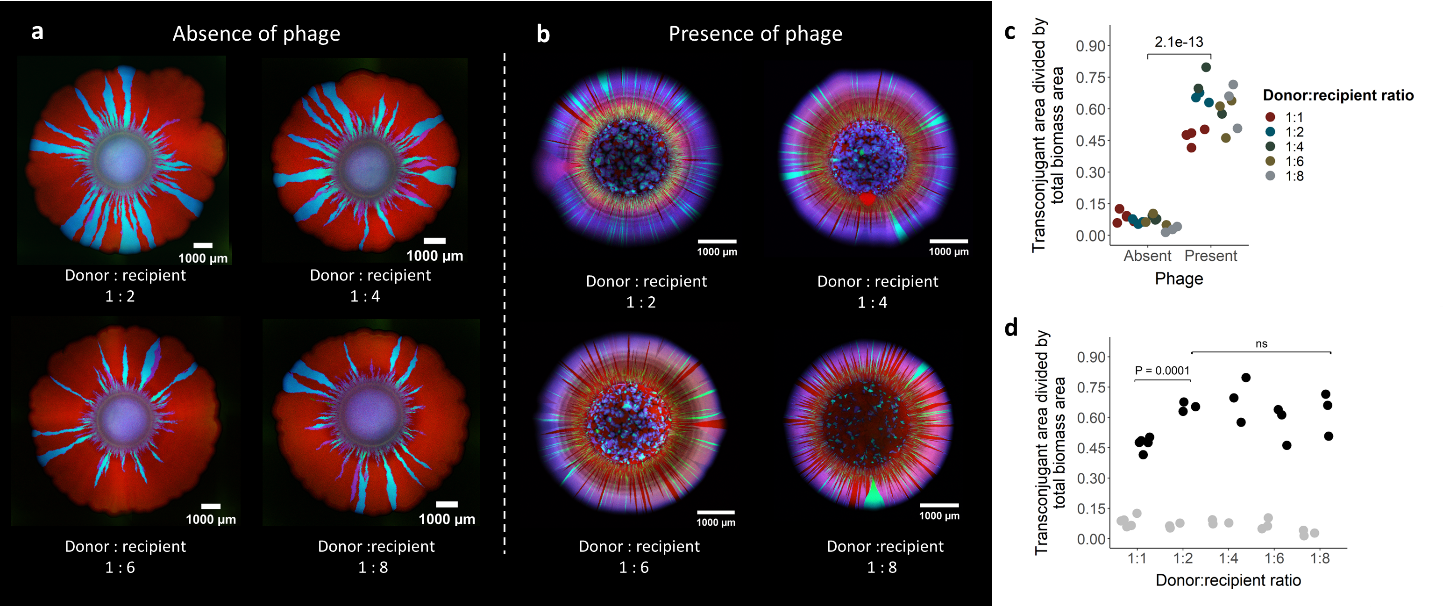 a
Absence of phage
1000 µm
1000 µm
Donor : recipient
1 : 2
Donor : recipient
1 : 4
1000 µm
1000 µm
Donor : recipient
1 : 6
Donor :recipient
1 : 8
b
Presence of phage
1000 µm
1000 µm
Donor : recipient
1 : 2
Donor : recipient
1 : 4
1000 µm
1000 µm
Donor : recipient
1 : 6
Donor :recipient
1 : 8
c
Transconjugant area divided by
total biomass area
0.90
0.75
0.60
0.45
0.30
0.15
0.00
2.1e-13
Absent
Present
Phage
Donor:recipient ratio
1:1
1:2
1:4
1:6
1:8
d
Transconjugant area divided by
total biomass area
0.90
0.75
0.60
0.45
0.30
0.15
0.00
P = 0.0001
ns
1:1
1:2
1:4
1:6
1:8
Donor:recipient ratio